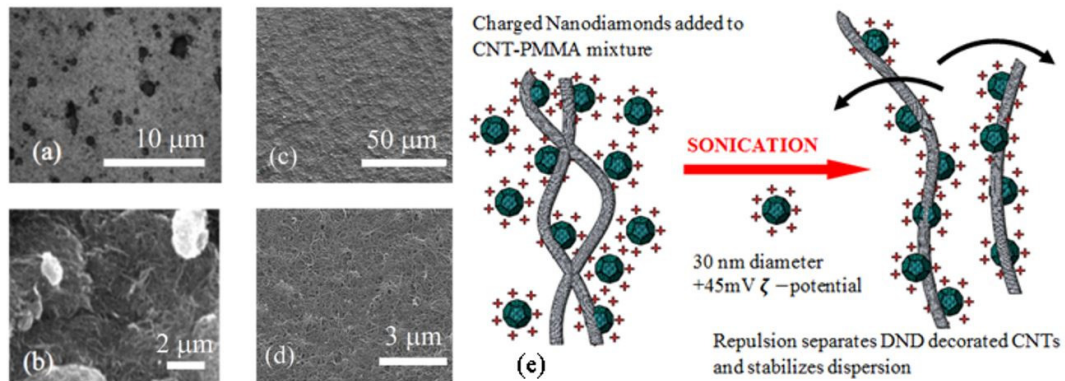 (a)
10 μm
(b)
2 μm
(c)
50 μm
(d)
3 μm
Charged Nanodiamonds added to
CNT-PMMA mixture
SONICATION
30 nm diameter
+45mV ζ –potential
Repulsion separates DND decorated CNTs
and stabilizes dispersion
(e)